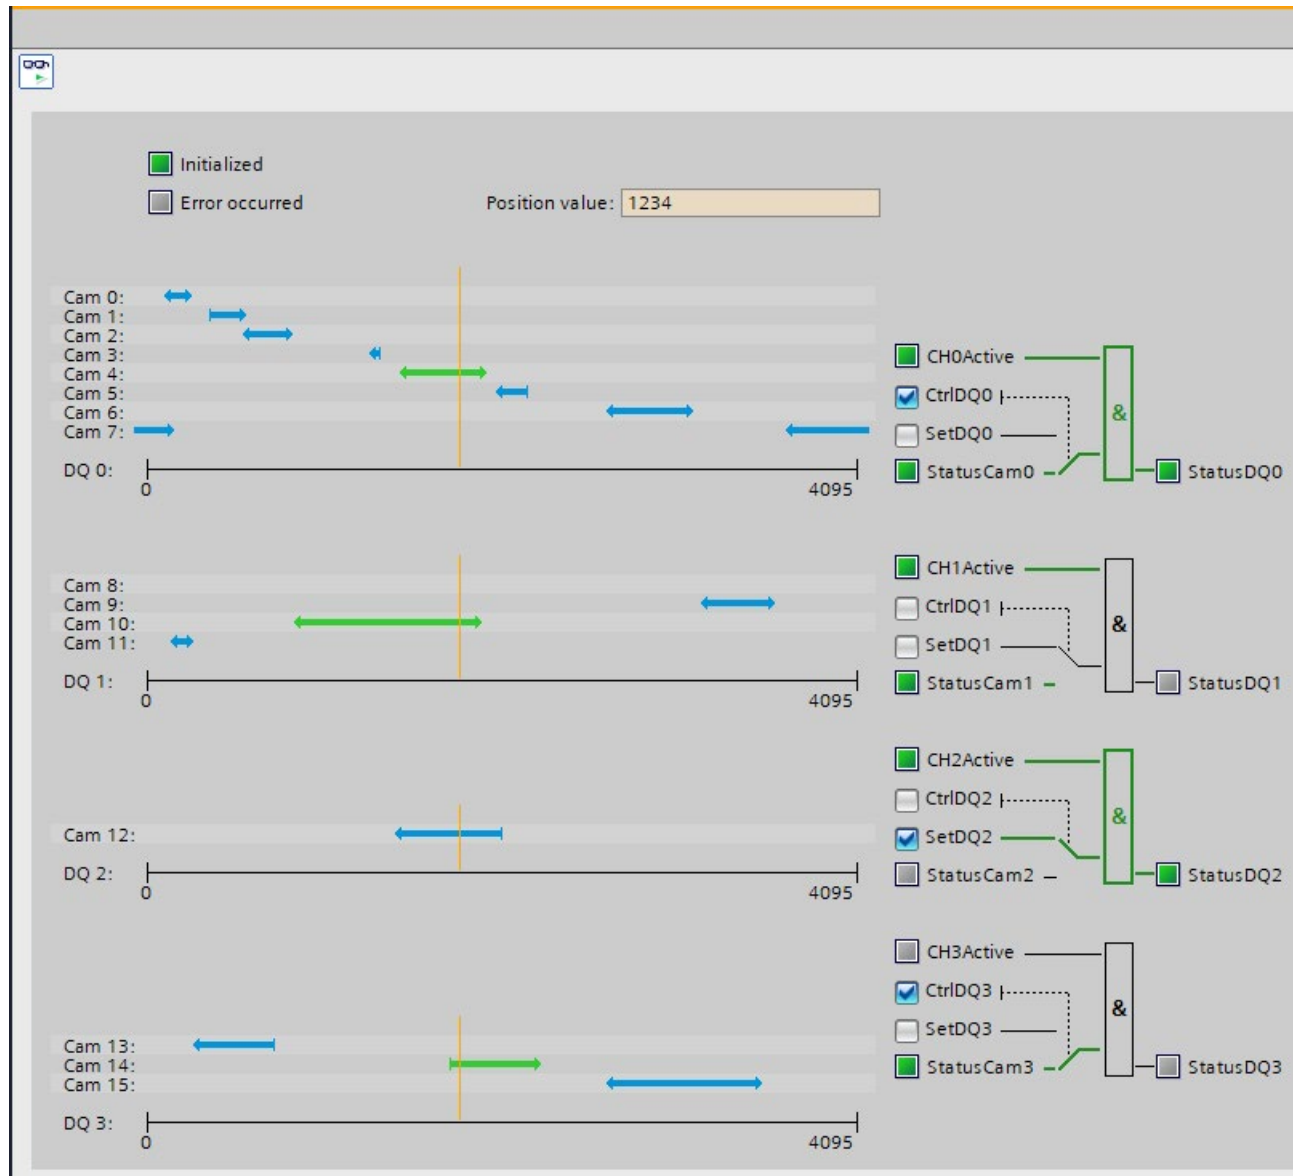 Initialized
Error occurred
Position value: 1234
Cam 0:
Cam 1:
Cam 2:
Cam 3:
Cam 4:
Cam 5:
Cam 6:
Cam 7:
DQ 0:
0 4095
CH0Active
CtrlDQ0
SetDQ0
StatusCam0
&
StatusDQ0
Cam 8:
Cam 9:
Cam 10:
Cam 11:
DQ 1:
0 4095
CH1Active
CtrlDQ1
SetDQ1
StatusCam1
&
StatusDQ1
Cam 12:
DQ 2:
0 4095
CH2Active
CtrlDQ2
SetDQ2
StatusCam2
&
StatusDQ2
Cam 13:
Cam 14:
Cam 15:
DQ 3:
0 4095
CH3Active
CtrlDQ3
SetDQ3
StatusCam3
&
StatusDQ3